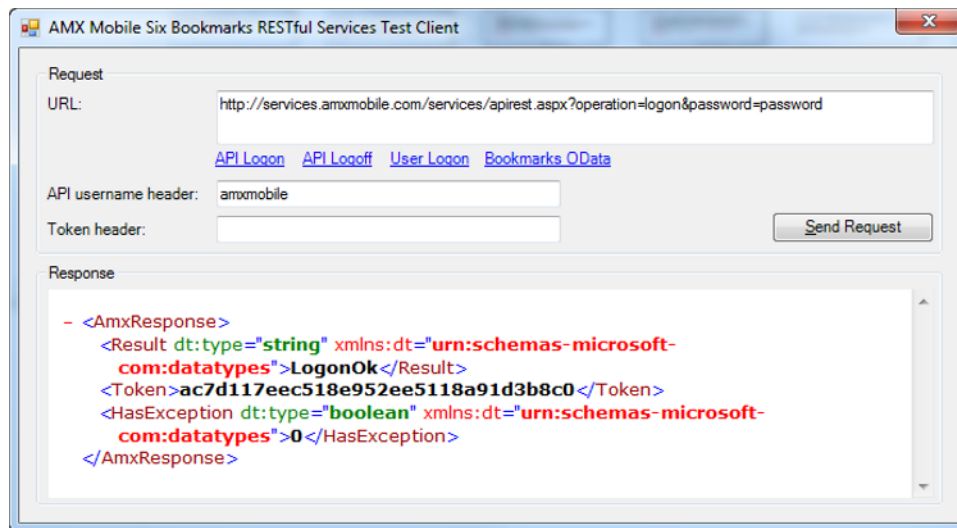 AMX Mobile Six Bookmarks RESTful Services Test Client
Request
URL:
http://services.amxmobile.com/services/apirest.aspx?operation=logon&password=password
API Logon API Logoff User Logon Bookmarks OData
API username header: amxmobile
Token header:
Send Request
Response
- <AmxResponse>
<Result dt:type="string" xmlns:dt="urn:schemas-microsoft-
com:datatypes">LogonOk</Result>
<Token>ac7d117eec518e952ee5118a91d3b8c0</Token>
<HasException dt:type="boolean" xmlns:dt="urn:schemas-microsoft-
com:datatypes">0</HasException>
</AmxResponse>